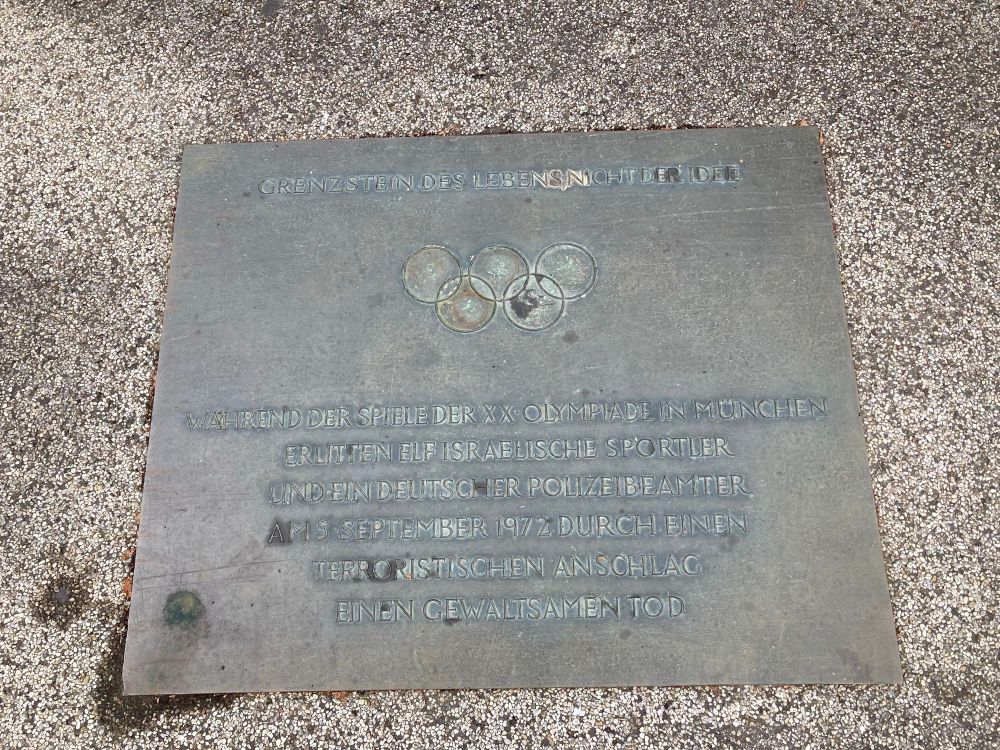 GRENZSTEIN DES LEBENS NICHT DER IDEE
WÄHREND DER SPIELE DER XX· OLYMPIADE IN MÜNCHEN
ERLITTEN ELF ISRAELISCHE SPORTLER
UND EIN DEUTSCHER POLIZEIBEAMTER
AM 5· SEPTEMBER 1972 DURCH EINEN
TERRORISTISCHEN ANSCHLAG
EINEN GEWALTSAMEN TOD